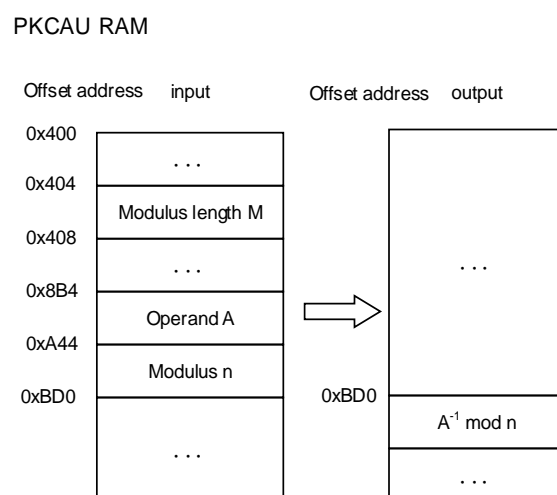 PKCAU RAM
Offset address input Offset address output
0x400
. . .
0x404
Modulus length M
0x408
. . .
0x8B4
Operand A
0xA44
Modulus n
0xBD0
. . .
. . .
0xBD0
A⁻¹ mod n
. . .